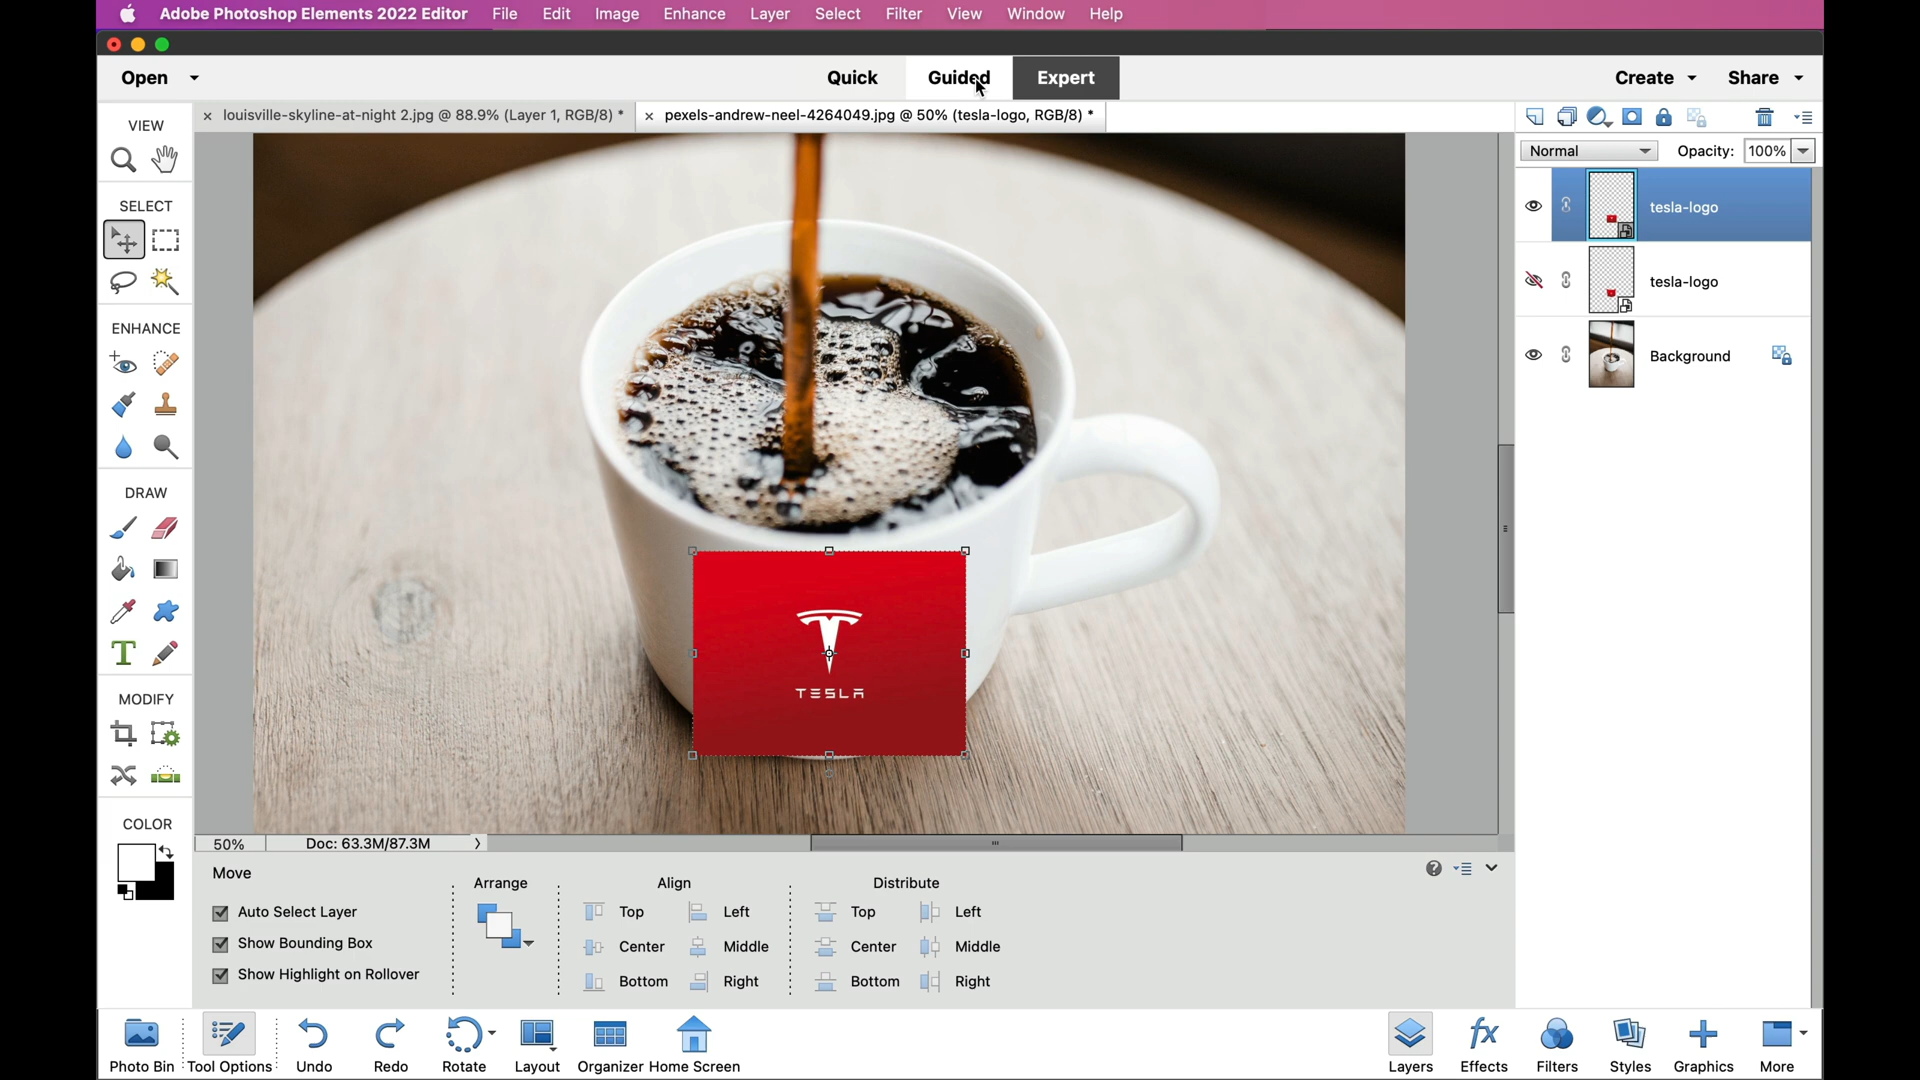 Adobe Photoshop Elements 2022 Editor File Edit Image Enhance Layer Select Filter View Window Help
Open Quick Guided Expert Create Share
louisville-skyline-at-night 2.jpg @ 88.9% (Layer 1, RGB/8) * pexels-andrew-neel-4264049.jpg @ 50% (tesla-logo, RGB/8) *
VIEW
Normal Opacity: 100%
SELECT
tesla-logo
tesla-logo
ENHANCE
Background
DRAW
TESLA
MODIFY
COLOR
50% Doc: 63.3M/87.3M
Move
Arrange Align Distribute
Auto Select Layer Top Left Top Left
Show Bounding Box Center Middle Center Middle
Show Highlight on Rollover Bottom Right Bottom Right
Photo Bin Tool Options Undo Redo Rotate Layout Organizer Home Screen Layers Effects Filters Styles Graphics More